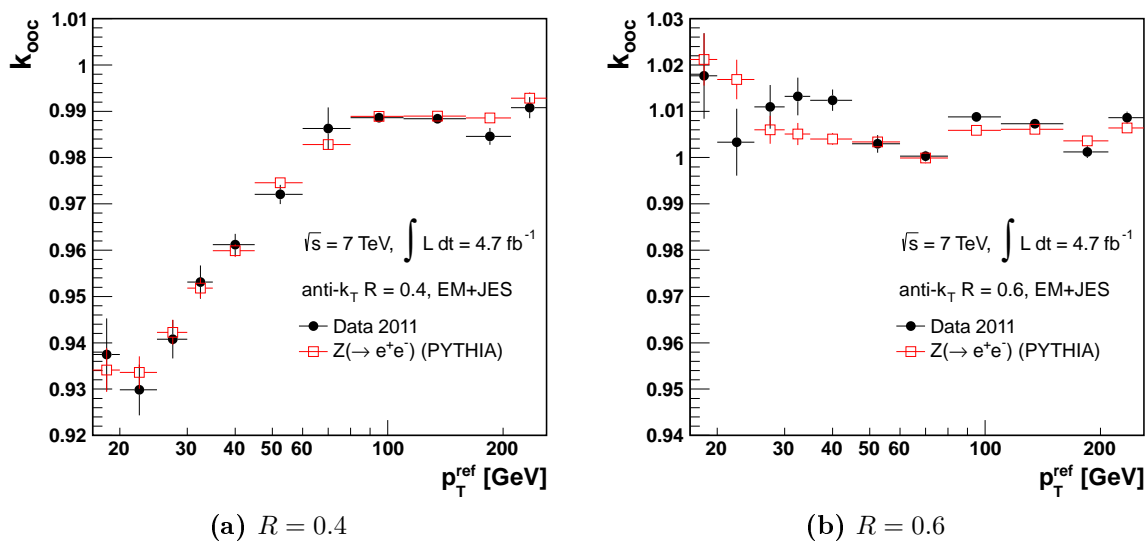 k_ooc
1.01
1
0.99
0.98
0.97
0.96
0.95
0.94
0.93
0.92
20 30 40 50 60 100 200
p_T^ref [GeV]
√s = 7 TeV, ∫ L dt = 4.7 fb^-1
anti-k_T R = 0.4, EM+JES
Data 2011
Z(→ e^+e^-) (PYTHIA)
(a) R = 0.4
k_ooc
1.06
1.04
1.02
1.01
1
0.99
0.98
0.97
0.96
0.95
0.94
20 30 40 50 60 100 200
p_T^ref [GeV]
√s = 7 TeV, ∫ L dt = 4.7 fb^-1
anti-k_T R = 0.6, EM+JES
Data 2011
Z(→ e^+e^-) (PYTHIA)
(b) R = 0.6